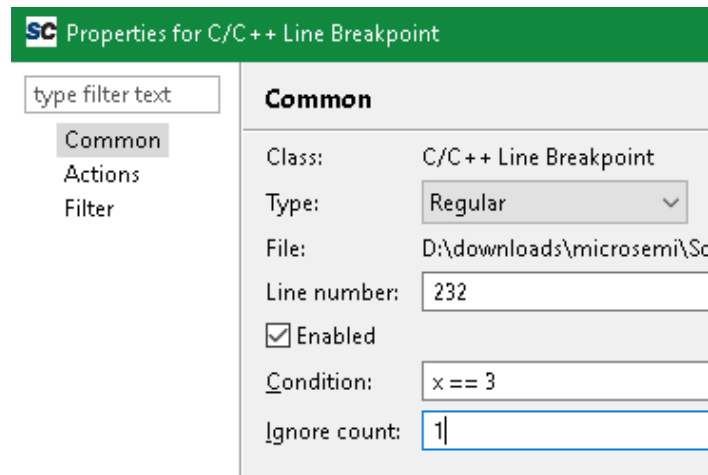 SC Properties for C/C++ Line Breakpoint
type filter text
Common
Actions
Filter
Common
Class: C/C++ Line Breakpoint
Type: Regular
File: D:\downloads\microsemi\Sc
Line number: 232
Enabled
Condition: x == 3
Ignore count: 1